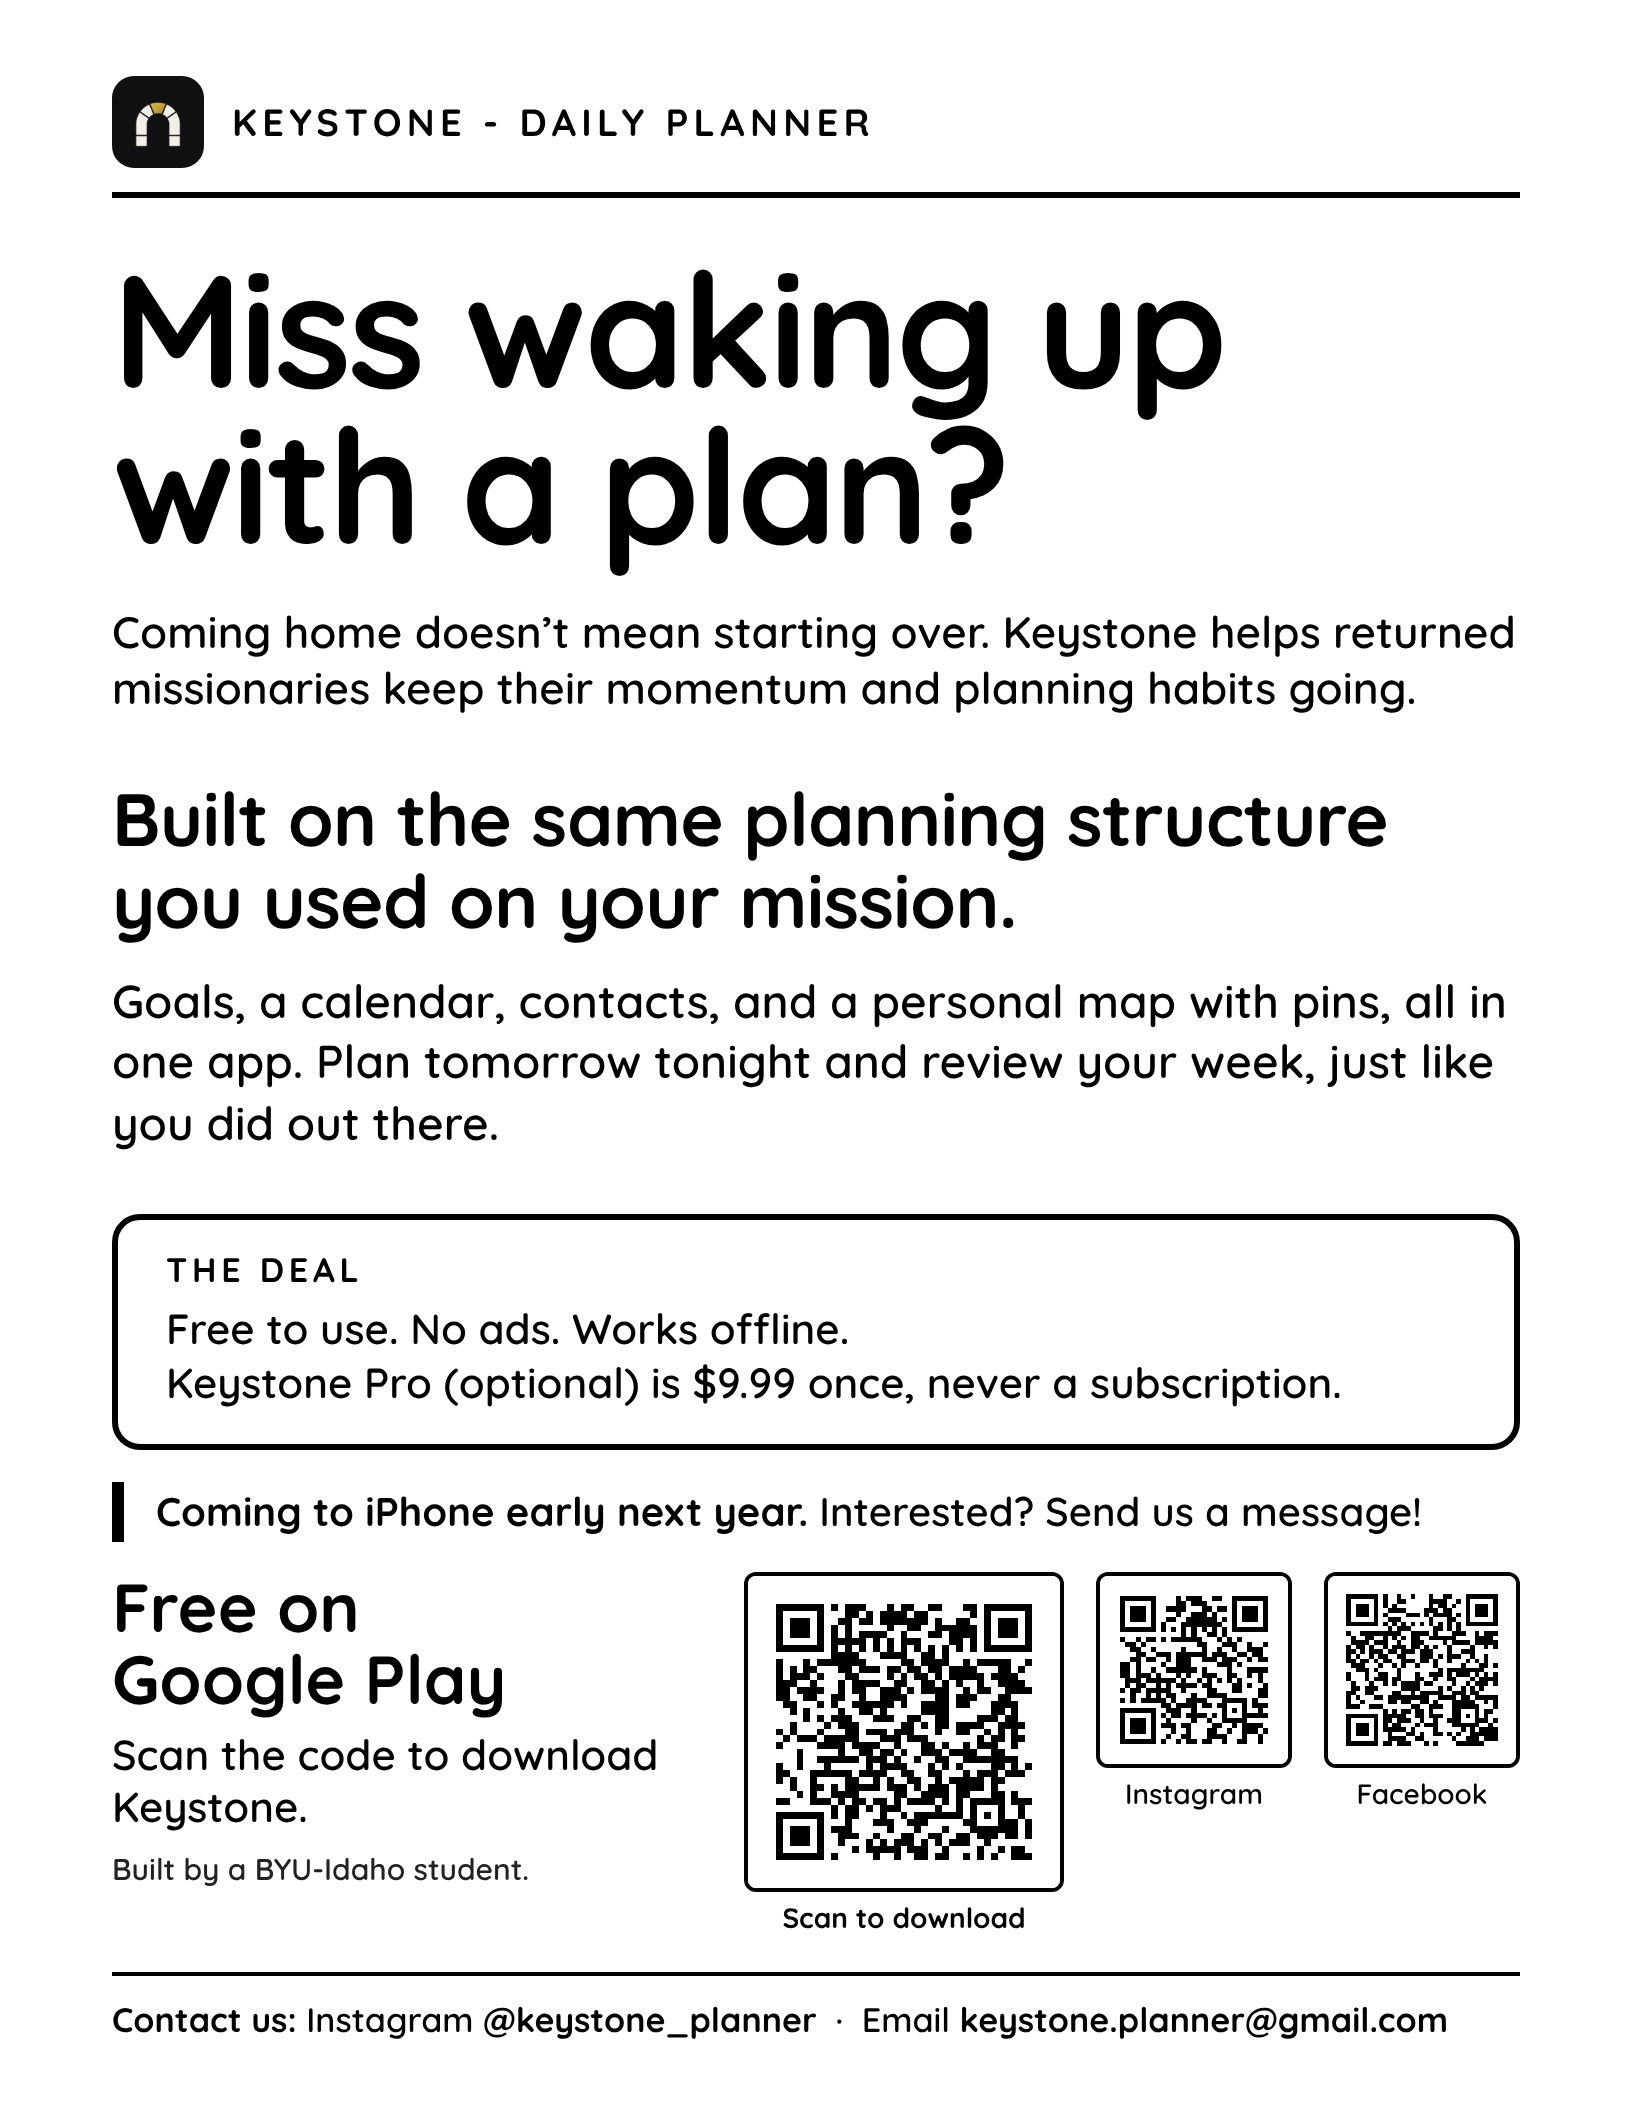 KEYSTONE - DAILY PLANNER
Miss waking up
with a plan?
Coming home doesn’t mean starting over. Keystone helps returned
missionaries keep their momentum and planning habits going.
Built on the same planning structure
you used on your mission.
Goals, a calendar, contacts, and a personal map with pins, all in
one app. Plan tomorrow tonight and review your week, just like
you did out there.
THE DEAL
Free to use. No ads. Works offline.
Keystone Pro (optional) is $9.99 once, never a subscription.
Coming to iPhone early next year. Interested? Send us a message!
Free on
Google Play
Scan the code to download
Keystone.
Built by a BYU-Idaho student.
Scan to download
Instagram
Facebook
Contact us: Instagram @keystone_planner · Email keystone.planner@gmail.com